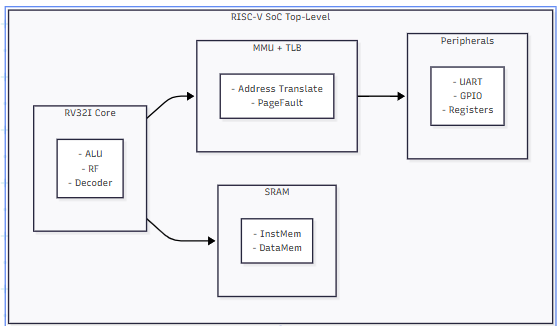 RISC-V SoC Top-Level
MMU + TLB
- Address Translate
- PageFault
Peripherals
- UART
- GPIO
- Registers
RV32I Core
- ALU
- RF
- Decoder
SRAM
- InstMem
- DataMem